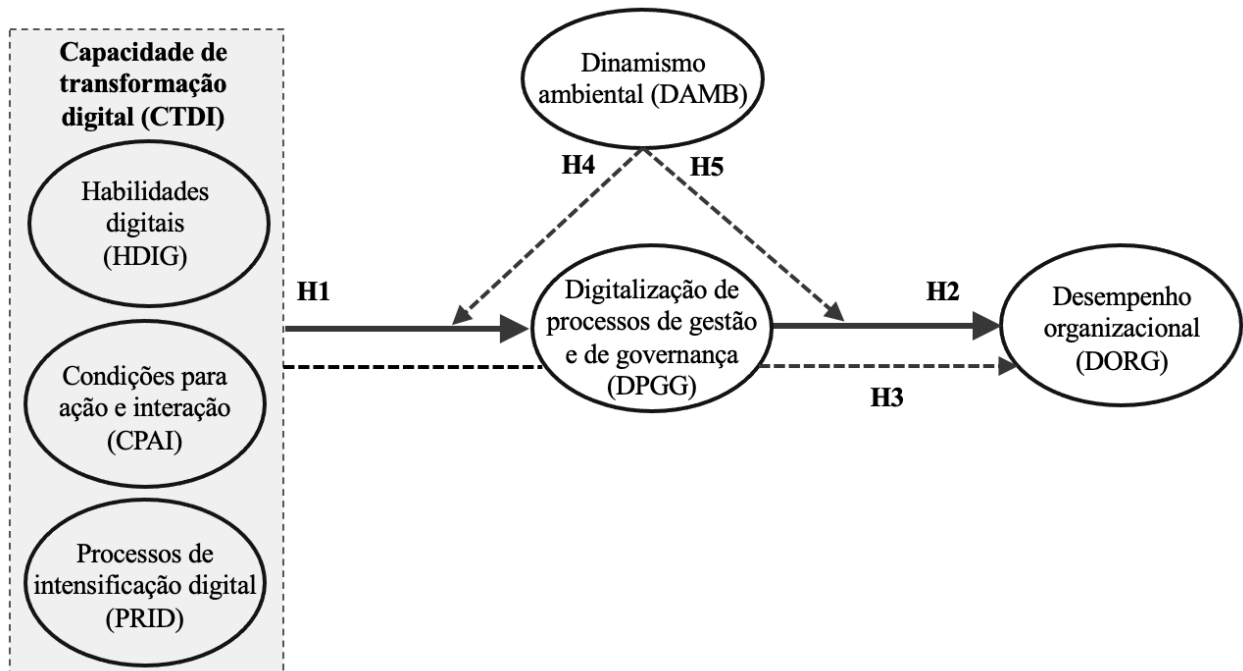 Capacidade de
transformação
digital (CTDI)
Habilidades
digitais
(HDIG)
Condições para
ação e interação
(CPAI)
Processos de
intensificação digital
(PRID)
Dinamismo
ambiental (DAMB)
H4
H5
H1
Digitalização de
processos de gestão
e de governança
(DPGG)
H2
H3
Desempenho
organizacional
(DORG)